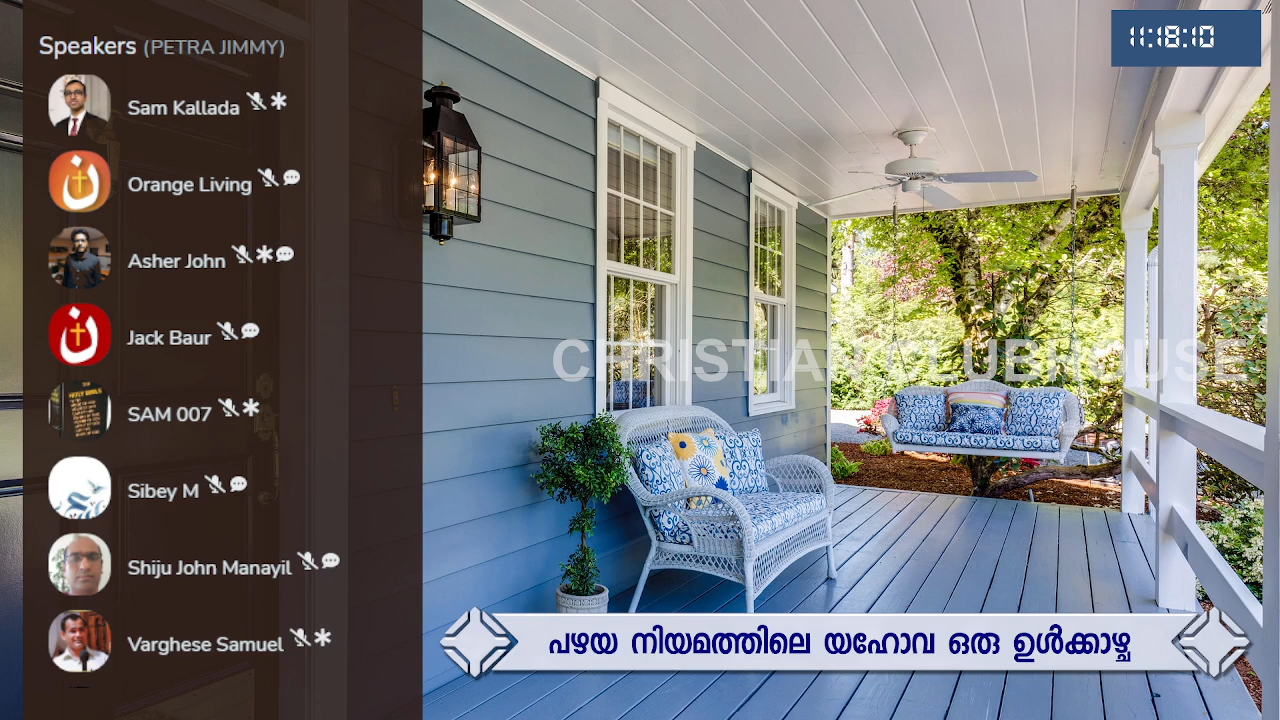 Speakers (PETRA JIMMY)
11:18:10
Sam Kallada
Orange Living
Asher John
Jack Baur
SAM 007
Sibey M
Shiju John Manayil
Varghese Samuel
CHRISTIAN CLUBHOUSE
പഴയ നിയമത്തിലെ യഹോവ ഒരു ഉൾക്കാഴ്ച